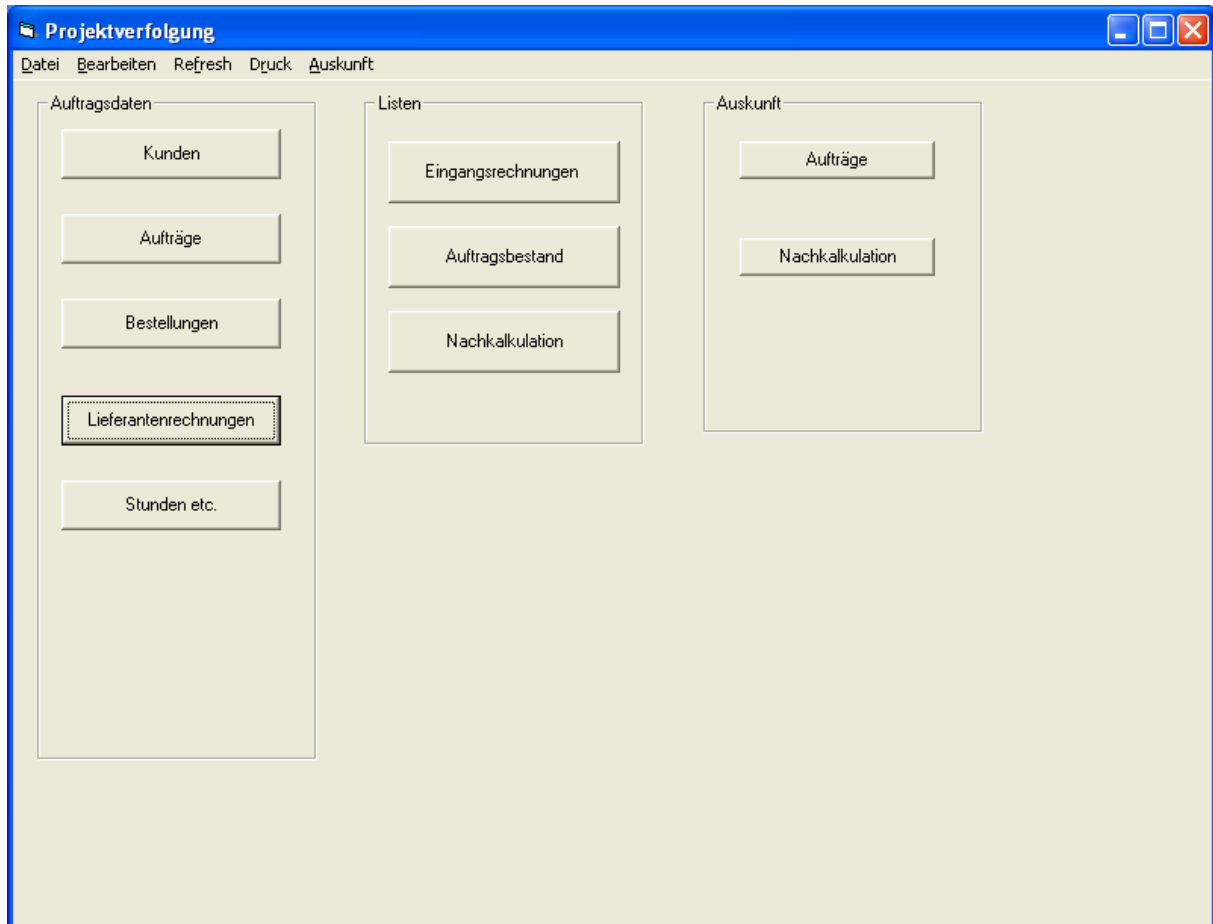 Projektverfolgung
Datei Bearbeiten Refresh Druck Auskunft
Auftragsdaten
Kunden
Aufträge
Bestellungen
Lieferantenrechnungen
Stunden etc.
Listen
Eingangsrechnungen
Auftragsbestand
Nachkalkulation
Auskunft
Aufträge
Nachkalkulation